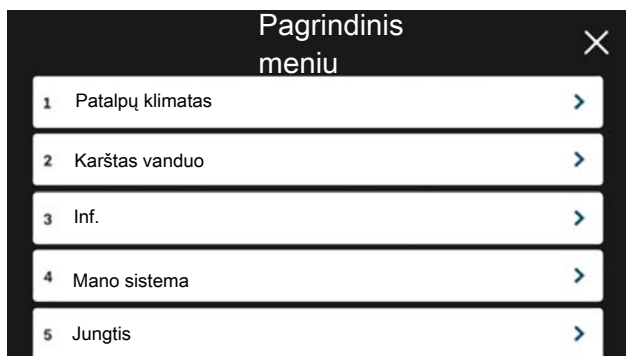 Pagrindinis
meniu
1 Patalpų klimatas
2 Karštas vanduo
3 Inf.
4 Mano sistema
5 Jungtis